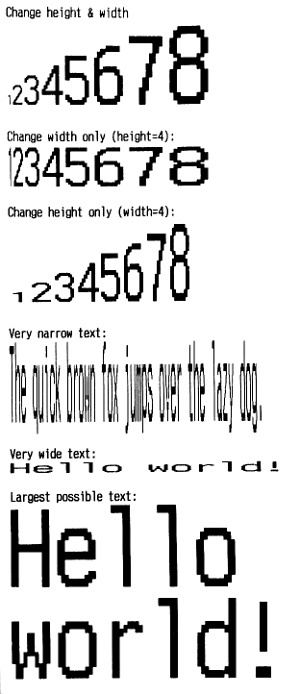 Change height & width
12345678
Change width only (height=4):
12345678
Change height only (width=4):
12345678
Very narrow text:
The quick brown fox jumps over the lazy dog.
Very wide text:
Hello world!
Largest possible text:
Hello
world!